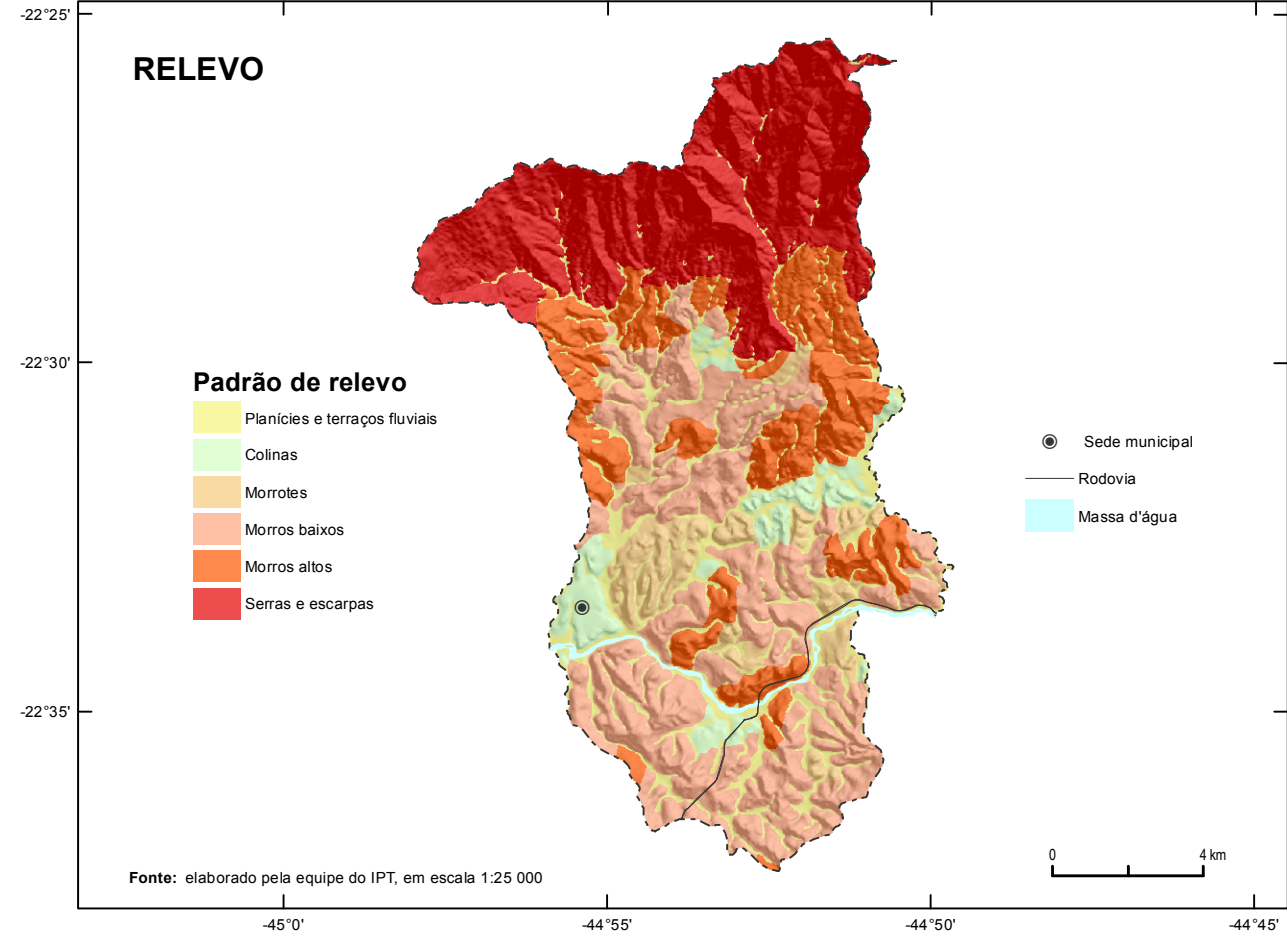 RELEVO
-22°25'
-22°30'
-22°35'
Padrão de relevo
Planícies e terraços fluviais
Colinas
Morrotes
Morros baixos
Morros altos
Serras e escarpas
Sede municipal
Rodovia
Massa d'água
0 4 km
Fonte: elaborado pela equipe do IPT, em escala 1:25 000
-45°0' -44°55' -44°50' -44°45'